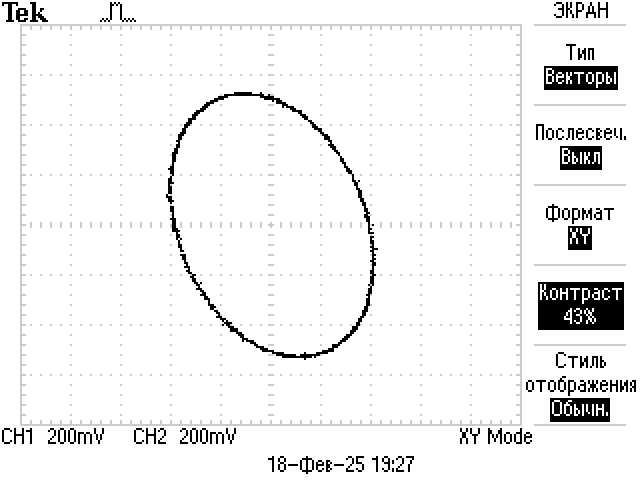 Tek
ЭКРАН
Тип
Векторы
Послесвеч.
Выкл
Формат
XY
Контраст
43%
Стиль
отображения
Обычн.
CH1 200mV CH2 200mV XY Mode
18-Фев-25 19:27